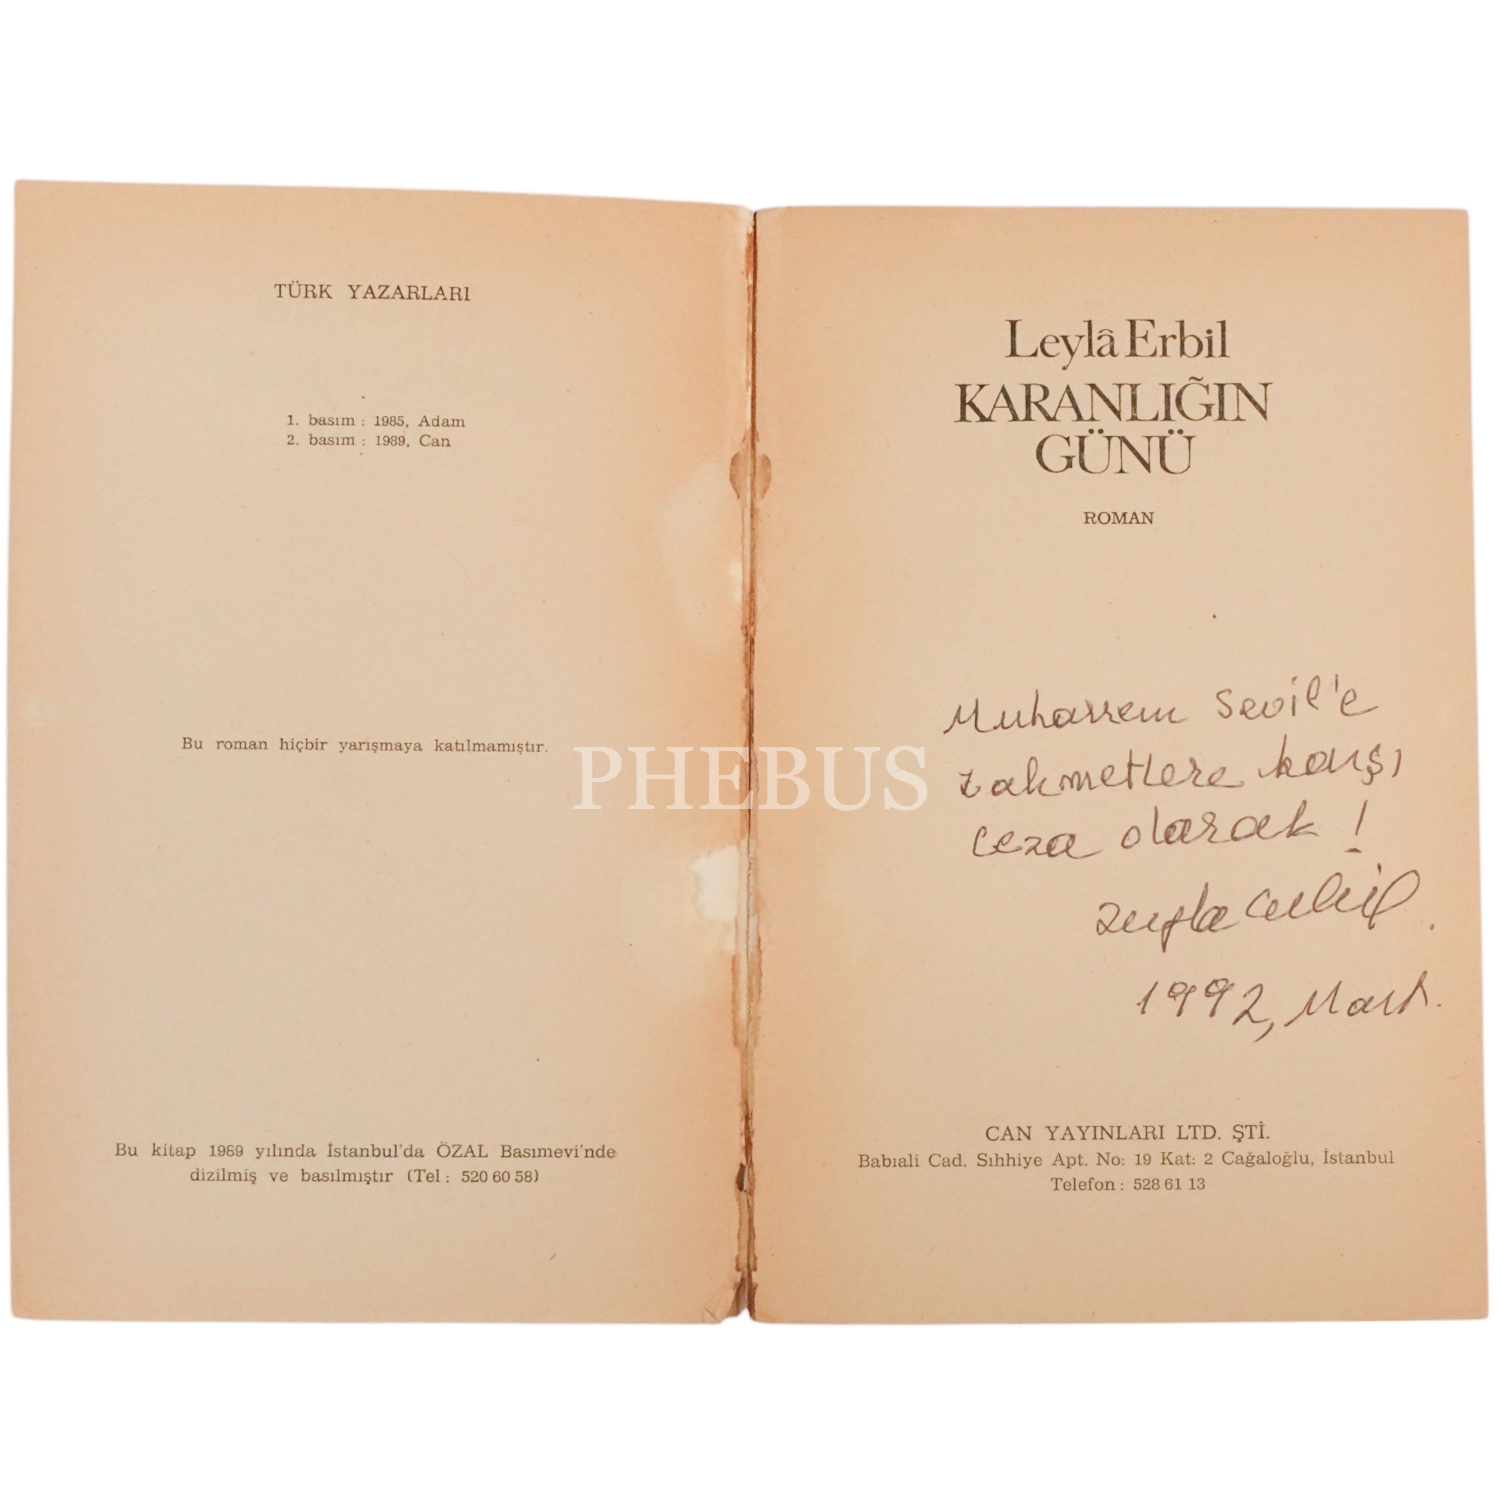 TÜRK YAZARLARI
1. basım : 1985, Adam
2. basım : 1989, Can
Bu roman hiçbir yarışmaya katılmamıştır.
Bu kitap 1989 yılında İstanbul'da ÖZAL Basımevi'nde
dizilmiş ve basılmıştır (Tel : 520 60 58)
Leylâ Erbil
KARANLIĞIN
GÜNÜ
ROMAN
Muharrem Sevil'e
zahmetlere karşı
ceza olarak !
Leyla Erbil.
1992, Mart.
CAN YAYINLARI LTD. ŞTİ.
Babıali Cad. Sıhhiye Apt. No: 19 Kat: 2 Cağaloğlu, İstanbul
Telefon : 528 61 13
PHEBUS